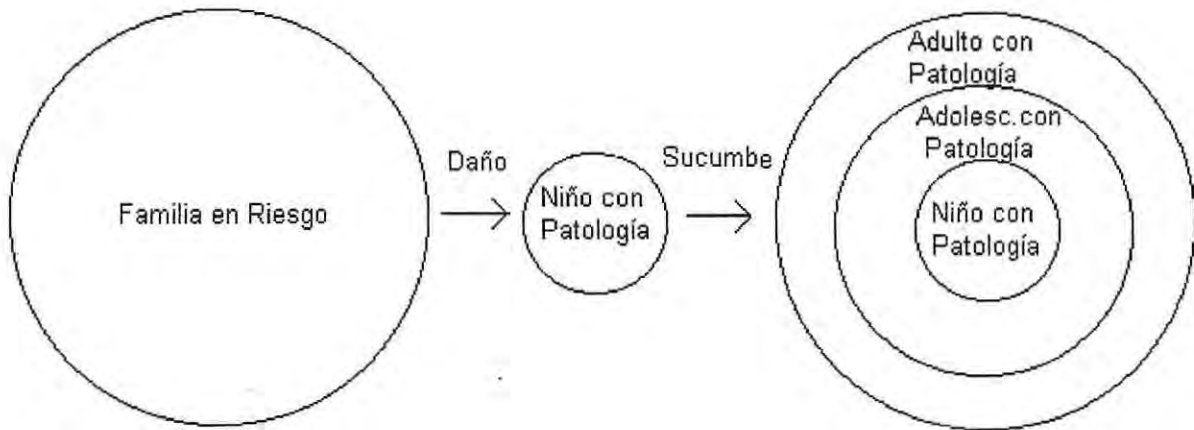 Familia en Riesgo
Daño
Niño con
Patología
Sucumbe
Adulto con
Patología
Adolesc.con
Patología
Niño con
Patología